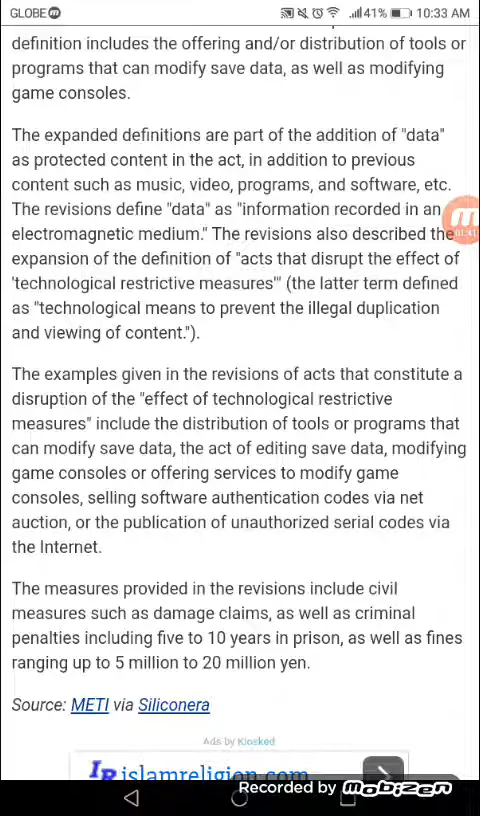 GLOBE 41% 10:33 AM
definition includes the offering and/or distribution of tools or
programs that can modify save data, as well as modifying
game consoles.
The expanded definitions are part of the addition of "data"
as protected content in the act, in addition to previous
content such as music, video, programs, and software, etc.
The revisions define "data" as "information recorded in an
electromagnetic medium." The revisions also described the
expansion of the definition of "acts that disrupt the effect of
'technological restrictive measures'" (the latter term defined
as "technological means to prevent the illegal duplication
and viewing of content.").
The examples given in the revisions of acts that constitute a
disruption of the "effect of technological restrictive
measures" include the distribution of tools or programs that
can modify save data, the act of editing save data, modifying
game consoles or offering services to modify game
consoles, selling software authentication codes via net
auction, or the publication of unauthorized serial codes via
the Internet.
The measures provided in the revisions include civil
measures such as damage claims, as well as criminal
penalties including five to 10 years in prison, as well as fines
ranging up to 5 million to 20 million yen.
Source: METI via Siliconera
Ads by Kiosked
IR islamreligion.com
Recorded by mobizen